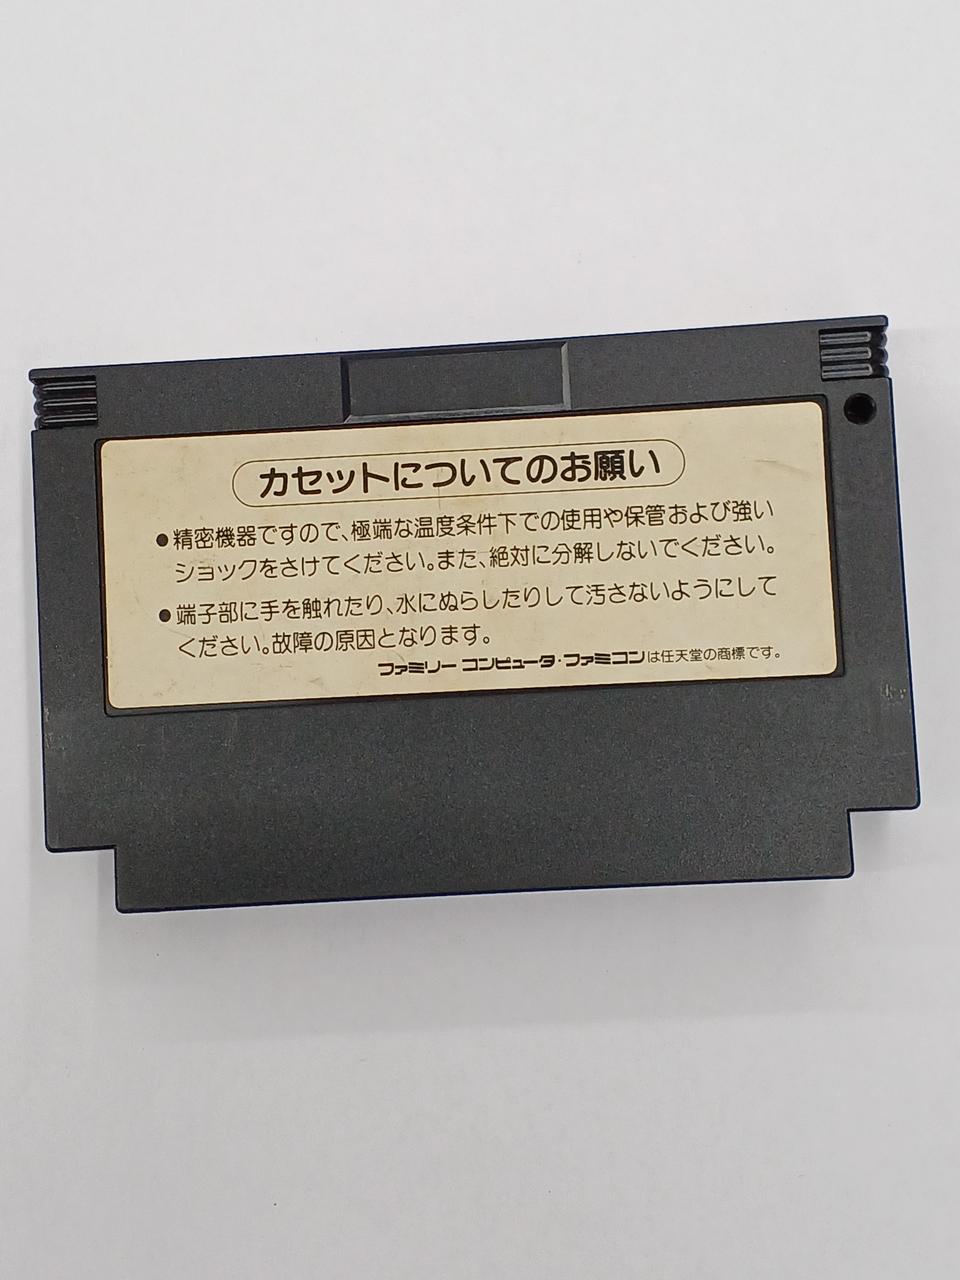 カセットについてのお願い
●精密機器ですので、極端な温度条件下での使用や保管および強い
ショックをさけてください。また、絶対に分解しないでください。
●端子部に手を触れたり、水にぬらしたりして汚さないようにして
ください。故障の原因となります。
ファミリーコンピュータ・ファミコンは任天堂の商標です。